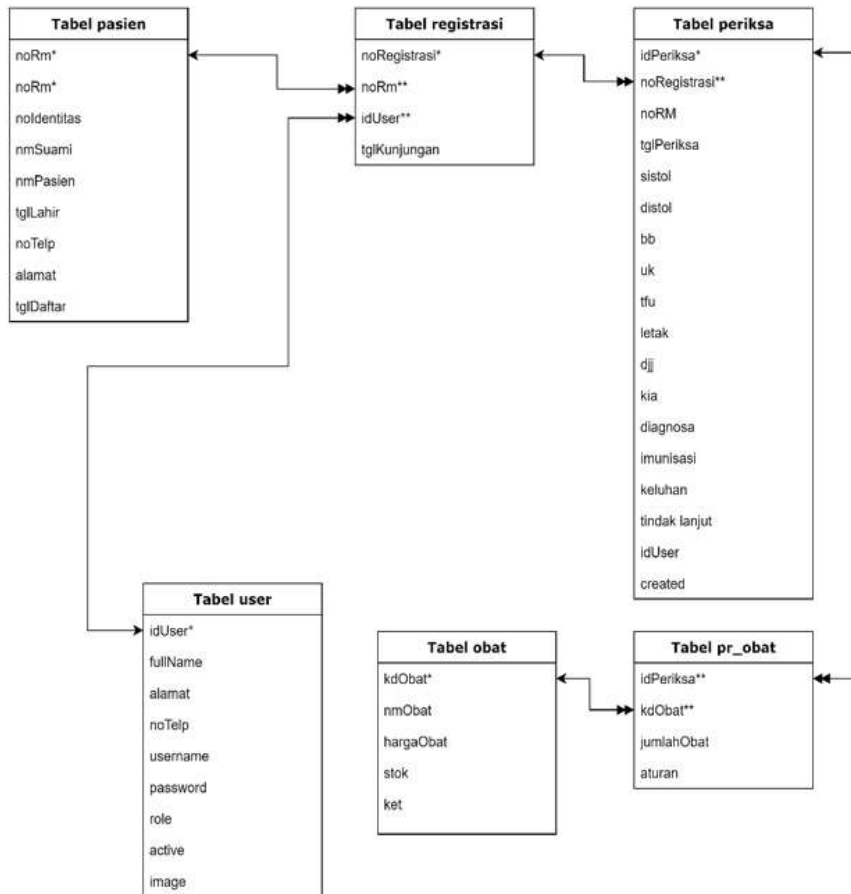 Tabel pasien
noRm*
noRm*
noIdentitas
nmSuami
nmPasien
tglLahir
noTelp
alamat
tglDaftar
Tabel registrasi
noRegistrasi*
noRm**
idUser**
tglKunjungan
Tabel periksa
idPeriksa*
noRegistrasi**
noRM
tglPeriksa
sistol
distol
bb
uk
tfu
letak
djj
kia
diagnosa
imunisasi
keluhan
tindak lanjut
idUser
created
Tabel user
idUser*
fullName
alamat
noTelp
username
password
role
active
image
Tabel obat
kdObat*
nmObat
hargaObat
stok
ket
Tabel pr_obat
idPeriksa**
kdObat**
jumlahObat
aturan